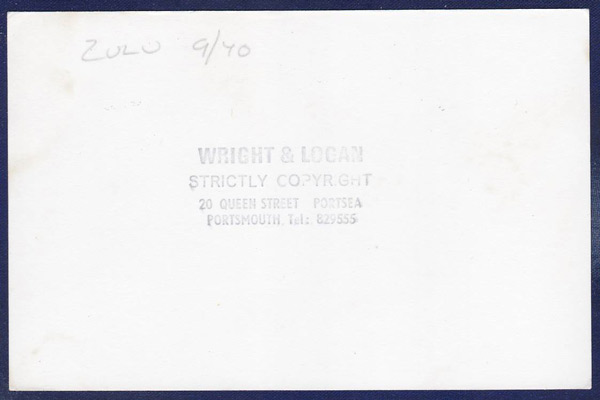 ZULU 9/40
WRIGHT & LOGAN
STRICTLY COPYRIGHT
20 QUEEN STREET PORTSEA
PORTSMOUTH, Tel: 829555